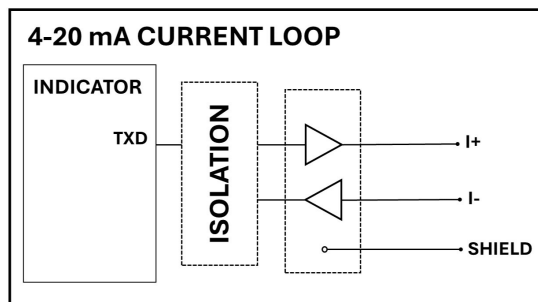 4-20 mA CURRENT LOOP
INDICATOR
TXD
ISOLATION
I+
I-
SHIELD